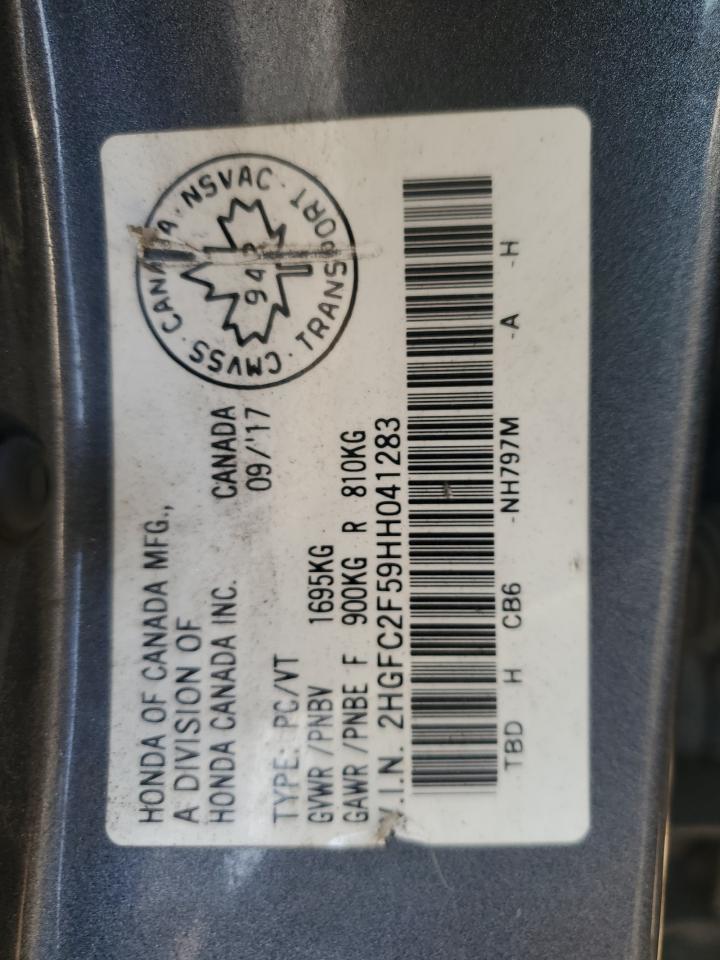 HONDA OF CANADA MFG.,
A DIVISION OF
HONDA CANADA INC. CANADA
TYPE: PC/VT 09/'17
GVWR /PNBV 1695KG
GAWR /PNBE F 900KG R 810KG
V.I.N. 2HGFC2F59HH041283
TBD H CB6 -NH797M -A -H
CANADA · NSVAC · TRANSPORT · CMVSS ·